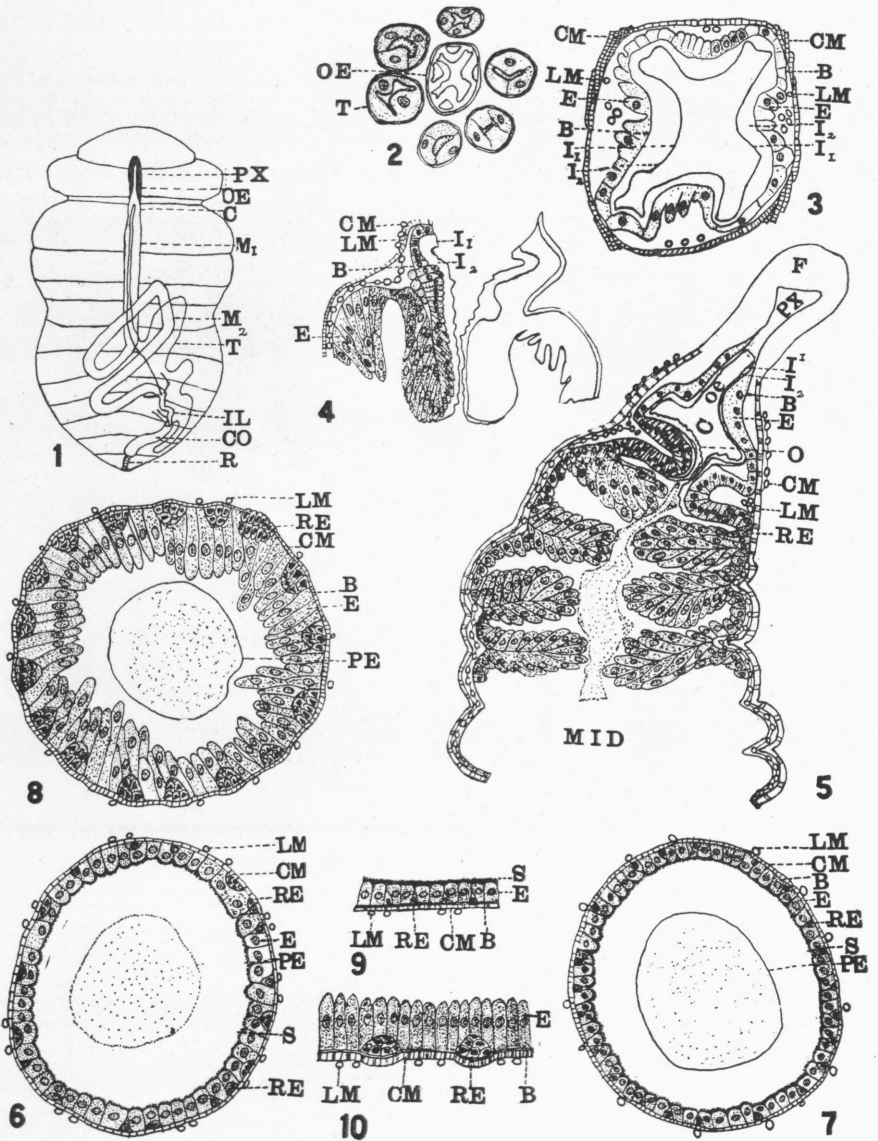 OE
T
2
CM
LM
E
B
I₁
I₂
CM
B
LM
E
I₂
I₁
3
PX
OE
C
M₁
M₂
T
IL
CO
R
1
CM
LM
B
E
I₁
I₂
4
F
PX
OE
C
I¹
I₂
B
E
O
CM
LM
RE
MID
5
LM
RE
CM
B
E
PE
8
LM
CM
RE
E
PE
S
RE
6
S
E
LM RE CM B
9
E
LM CM RE B
10
LM
CM
B
E
RE
S
PE
7